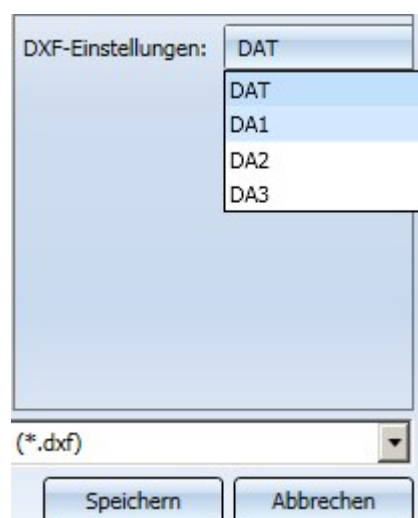 DXF-Einstellungen: DAT
DAT
DA1
DA2
DA3
(*.dxf)
Speichern Abbrechen